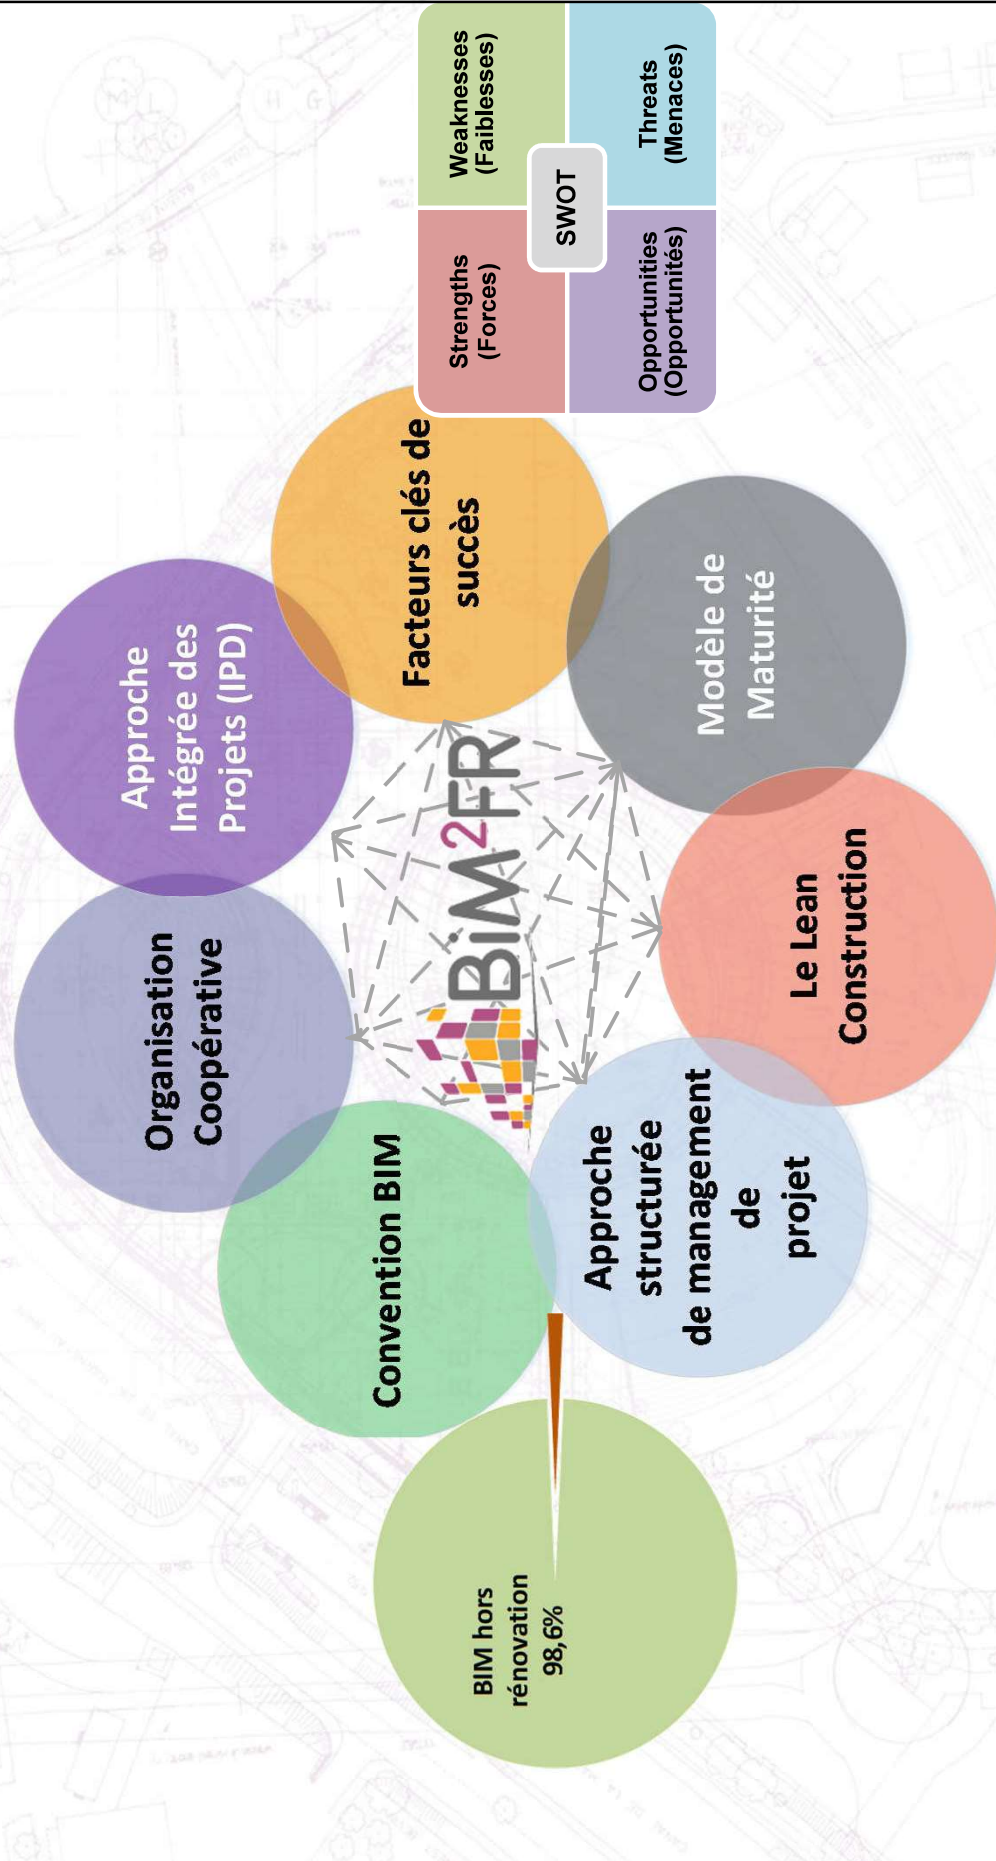 BIM hors
rénovation
98,6%
Convention BIM
Approche
structurée
de management
de
projet
Organisation
Coopérative
Le Lean
Construction
BiM2FR
Approche
Intégrée des
Projets (IPD)
Modèle de
Maturité
Facteurs clés de
succès
Strengths
(Forces)
Weaknesses
(Faiblesses)
SWOT
Opportunities
(Opportunités)
Threats
(Menaces)